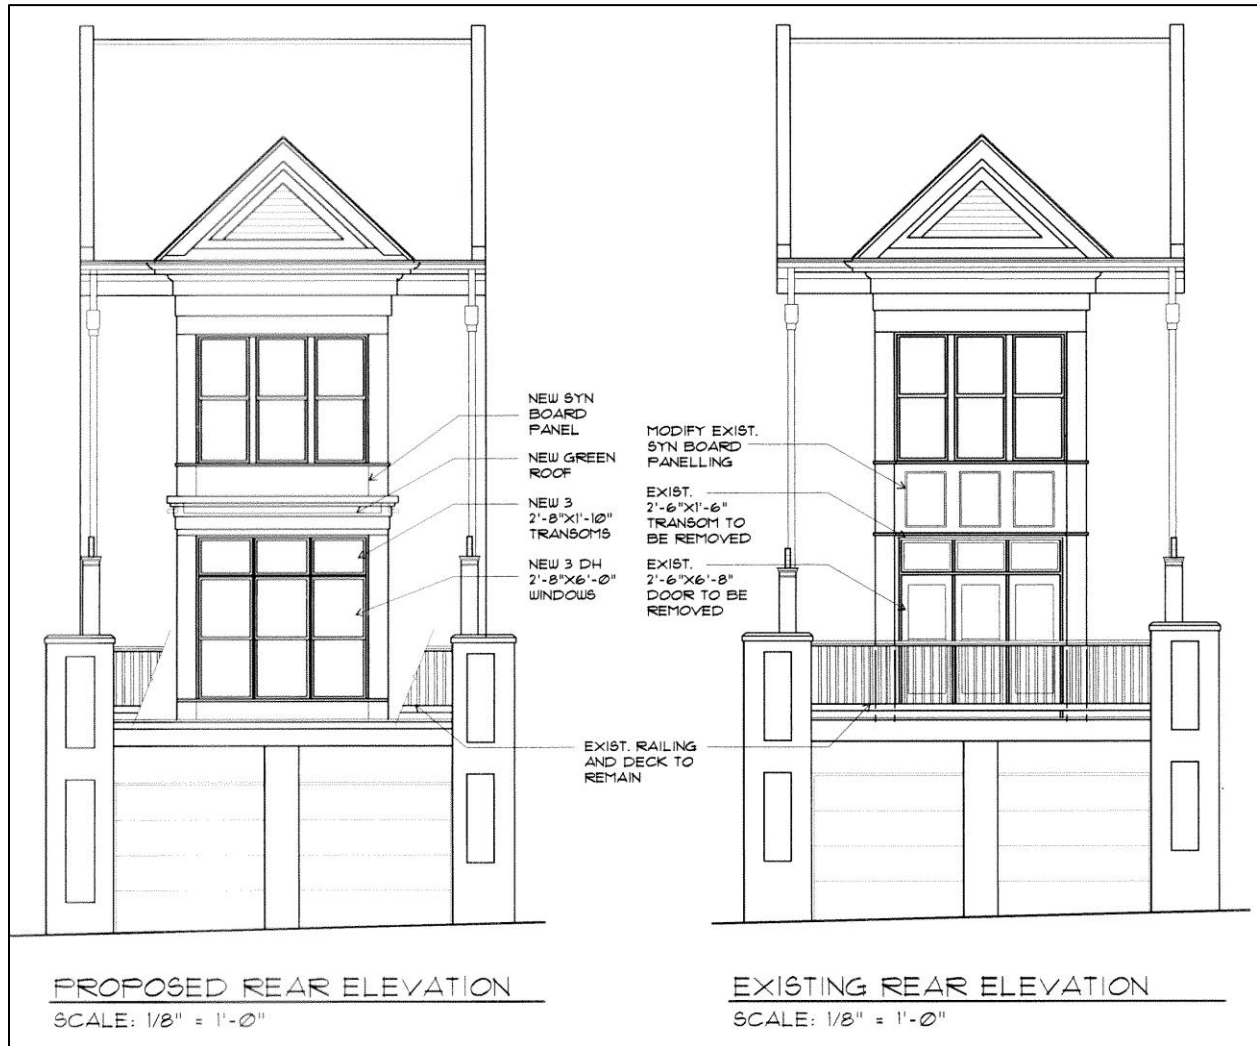 NEW SYN
BOARD
PANEL
NEW GREEN
ROOF
NEW 3
2'-8"X1'-10"
TRANSOMS
NEW 3 DH
2'-8"X6'-0"
WINDOWS
MODIFY EXIST.
SYN BOARD
PANELLING
EXIST.
2'-6"X1'-6"
TRANSOM TO
BE REMOVED
EXIST.
2'-6"X6'-8"
DOOR TO BE
REMOVED
EXIST. RAILING
AND DECK TO
REMAIN
PROPOSED REAR ELEVATION
SCALE: 1/8" = 1'-0"
EXISTING REAR ELEVATION
SCALE: 1/8" = 1'-0"